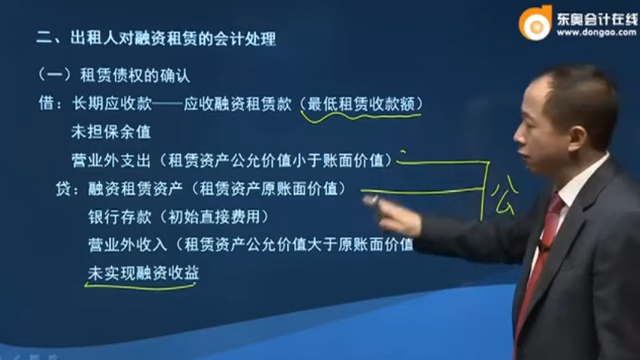 东奥会计在线
www.dongao.com
二、出租人对融资租赁的会计处理
（一）租赁债权的确认
借：长期应收款——应收融资租赁款（最低租赁收款额）
未担保余值
营业外支出（租赁资产公允价值小于账面价值）
贷：融资租赁资产（租赁资产原账面价值）
公
银行存款（初始直接费用）
营业外收入（租赁资产公允价值大于原账面价值
未实现融资收益